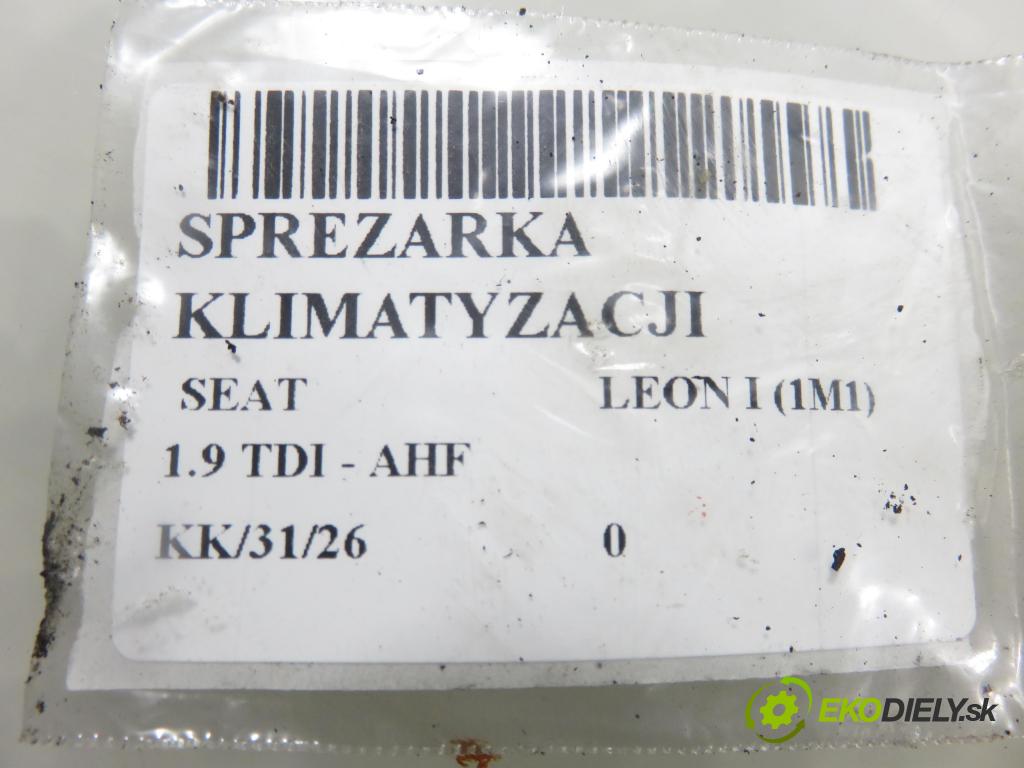 SPREZARKA
KLIMATYZACJI
SEAT LEON I (1M1)
1.9 TDI - AHF
KK/31/26 0
EKODIELY.sk